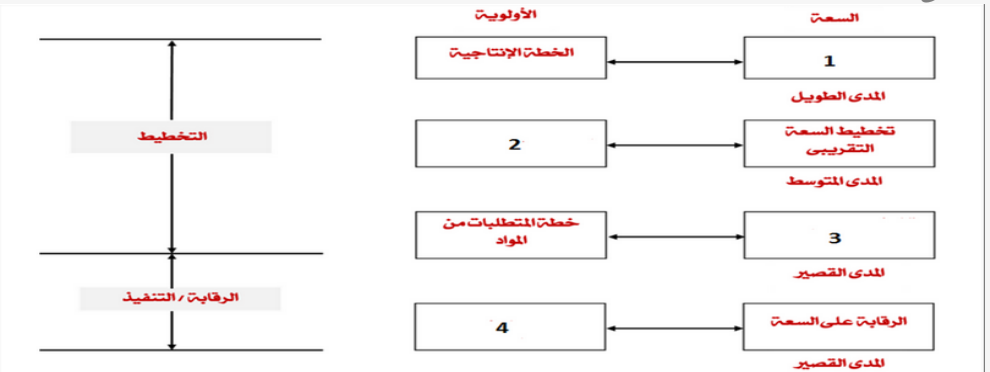 السعة
الأولوية
1
الخطة الإنتاجية
المدى الطويل
تخطيط السعة
التقريبى
2
التخطيط
المدى المتوسط
3
خطة المتطلبات من
المواد
المدى القصير
الرقابة / التنفيذ
الرقابة على السعة
4
المدى القصير